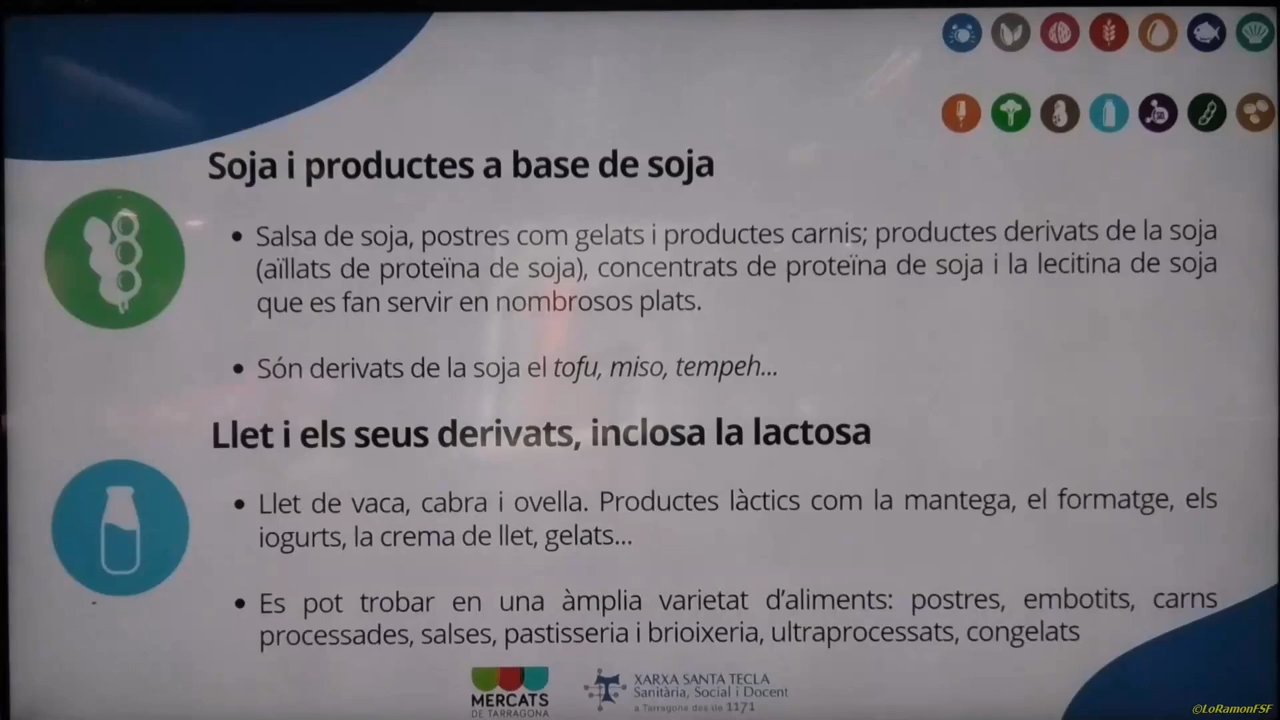 Soja i productes a base de soja
• Salsa de soja, postres com gelats i productes carnis; productes derivats de la soja
(aïllats de proteïna de soja), concentrats de proteïna de soja i la lecitina de soja
que es fan servir en nombrosos plats.
• Són derivats de la soja el tofu, miso, tempeh...
Llet i els seus derivats, inclosa la lactosa
• Llet de vaca, cabra i ovella. Productes làctics com la mantega, el formatge, els
iogurts, la crema de llet, gelats...
• Es pot trobar en una àmplia varietat d'aliments: postres, embotits, carns
processades, salses, pastisseria i brioixeria, ultraprocessats, congelats
MERCATS
DE TARRAGONA
XARXA SANTA TECLA
Sanitària, Social i Docent
a Tarragona des de 1171
©LoRamonFSF